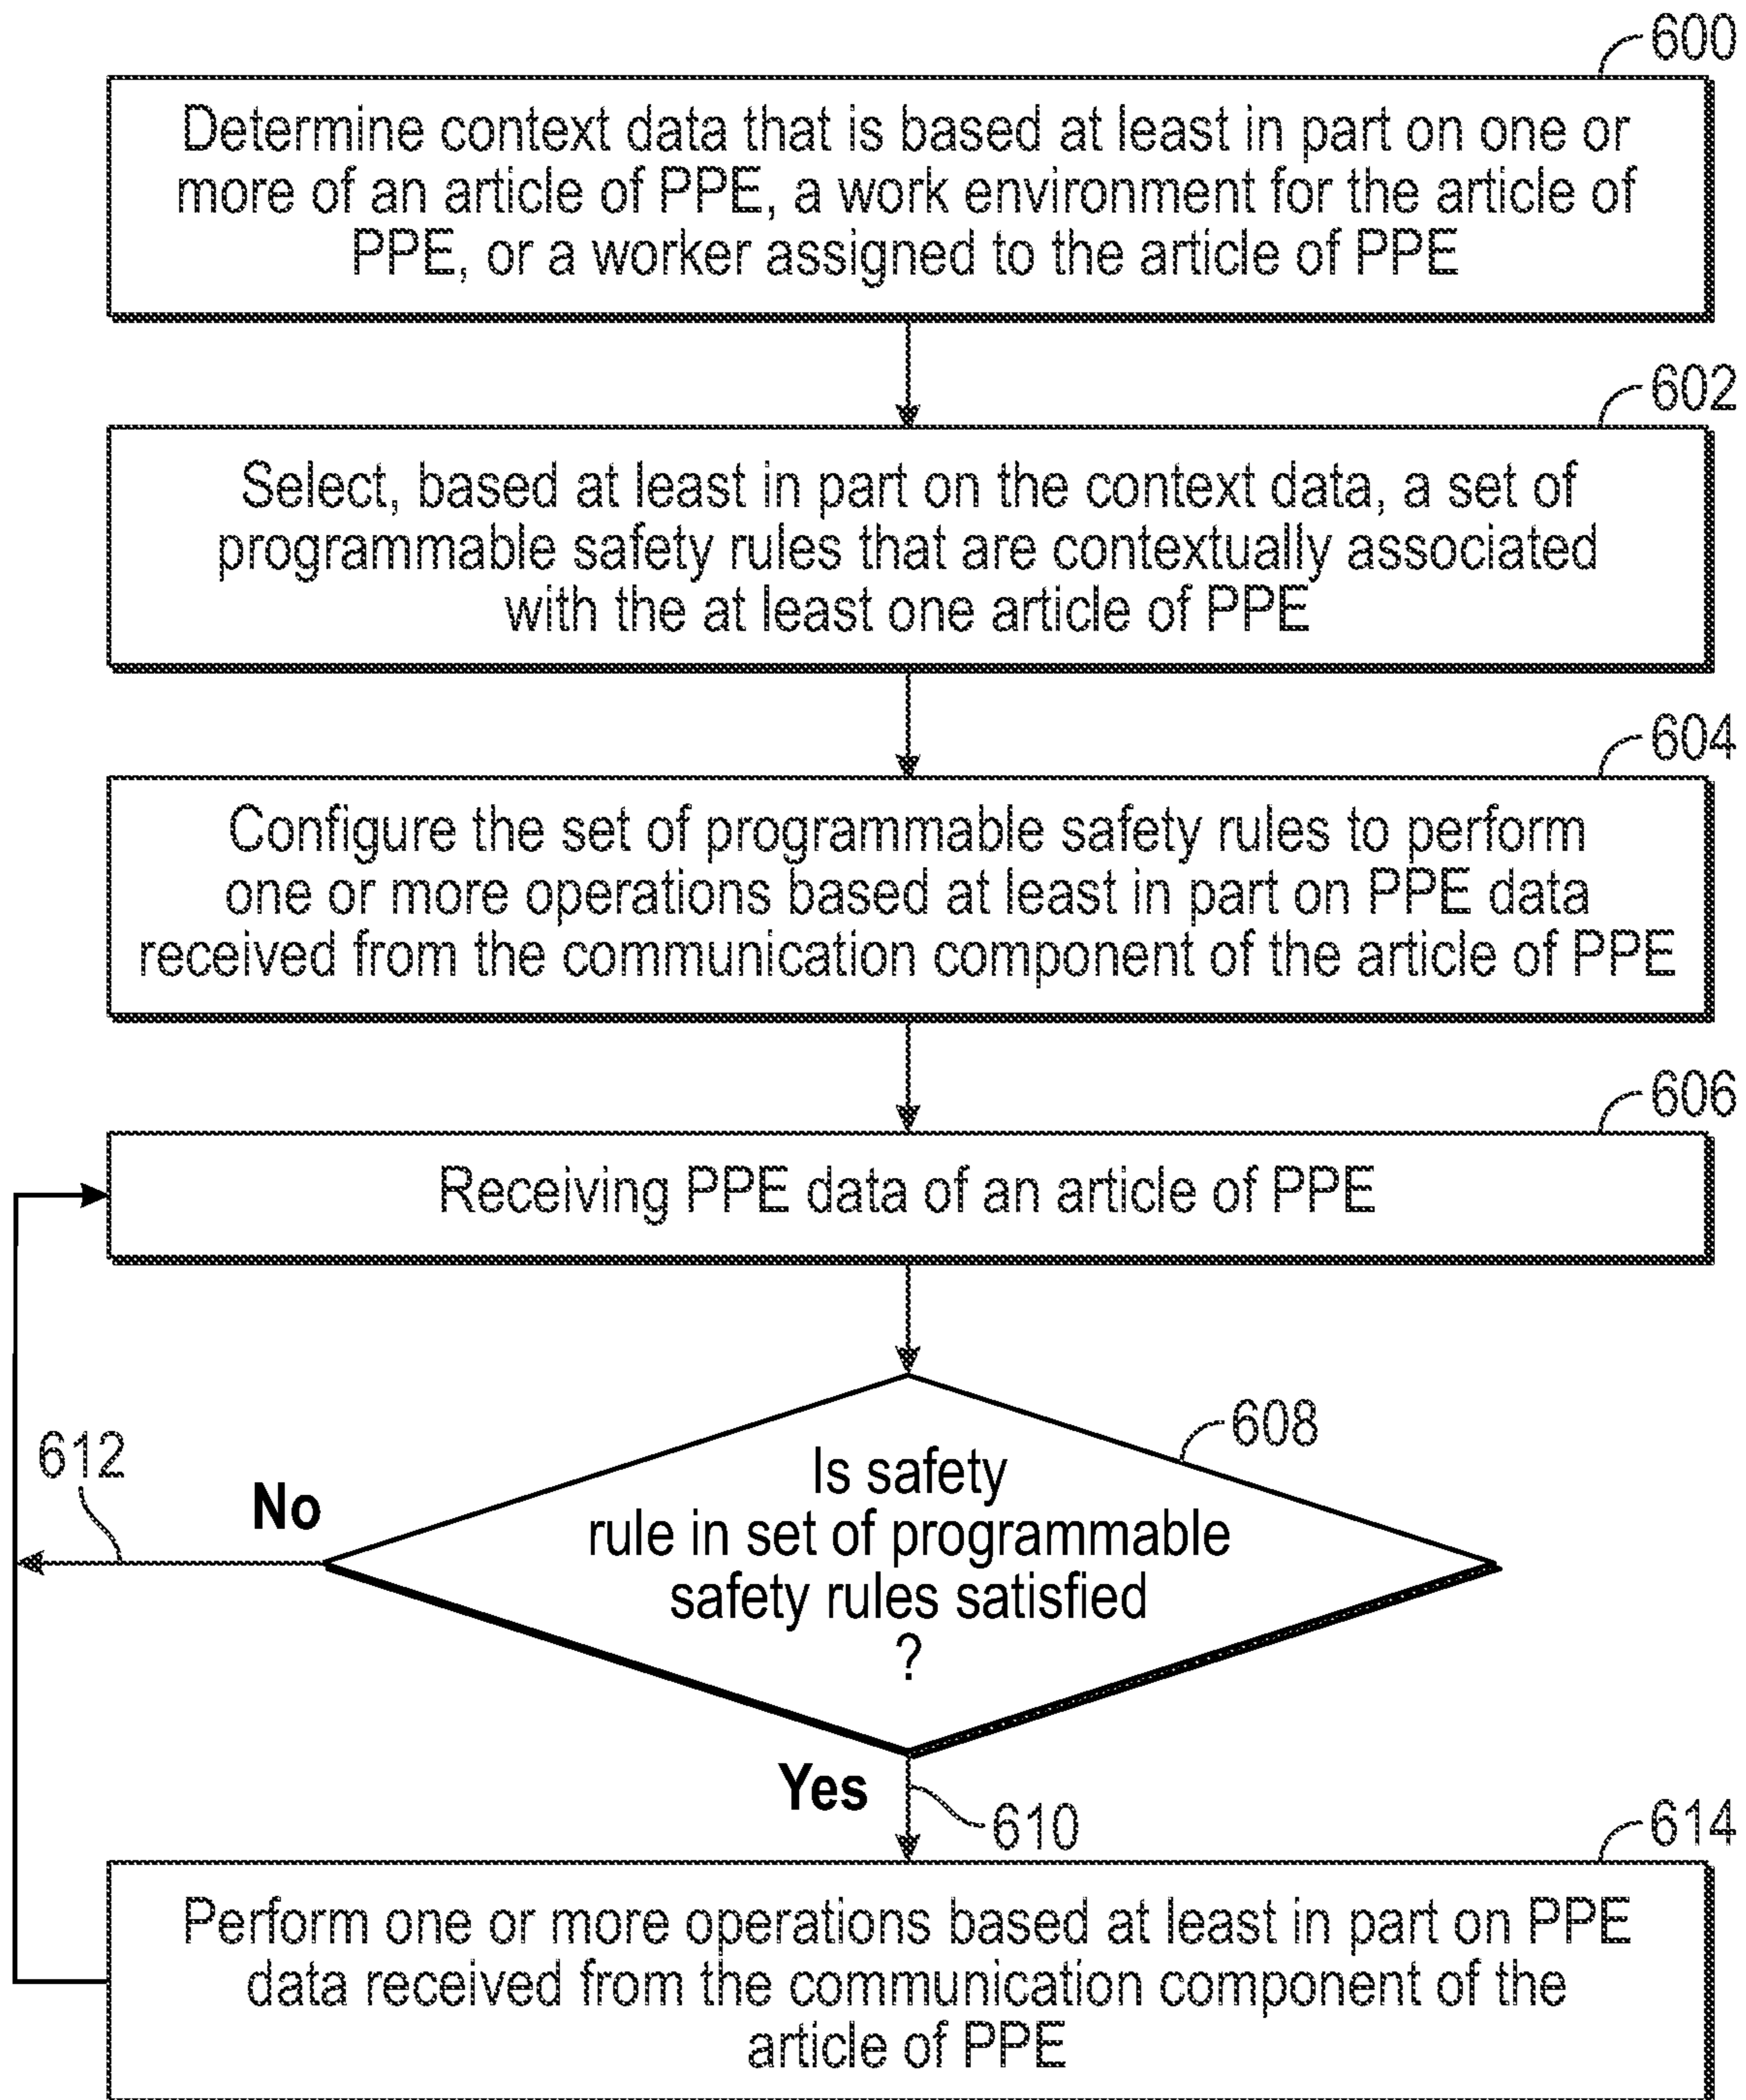 600
Determine context data that is based at least in part on one or
more of an article of PPE, a work environment for the article of
PPE, or a worker assigned to the article of PPE
602
Select, based at least in part on the context data, a set of
programmable safety rules that are contextually associated
with the at least one article of PPE
604
Configure the set of programmable safety rules to perform
one or more operations based at least in part on PPE data
received from the communication component of the article of PPE
606
Receiving PPE data of an article of PPE
608
Is safety
rule in set of programmable
safety rules satisfied
?
612
No
Yes
610
614
Perform one or more operations based at least in part on PPE
data received from the communication component of the
article of PPE